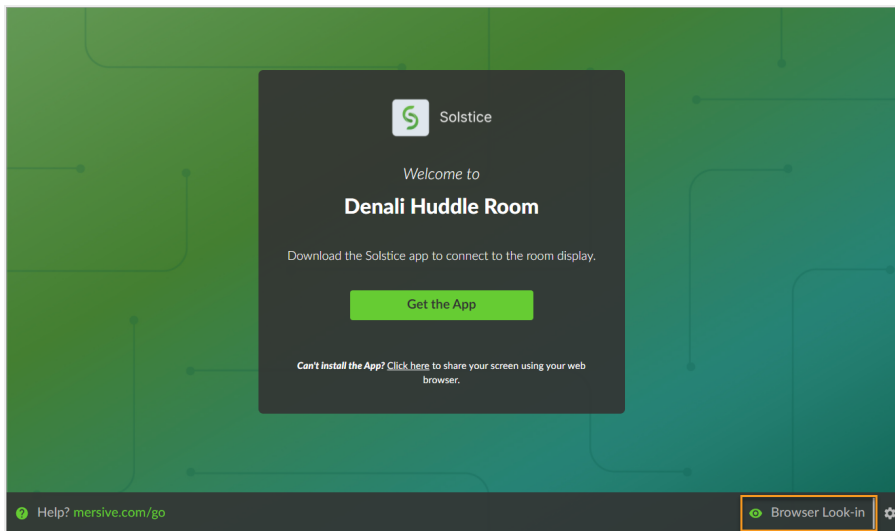 Solstice
Welcome to
Denali Huddle Room
Download the Solstice app to connect to the room display.
Get the App
Can't install the App? Click here to share your screen using your web
browser.
Help? mersive.com/go
Browser Look-in